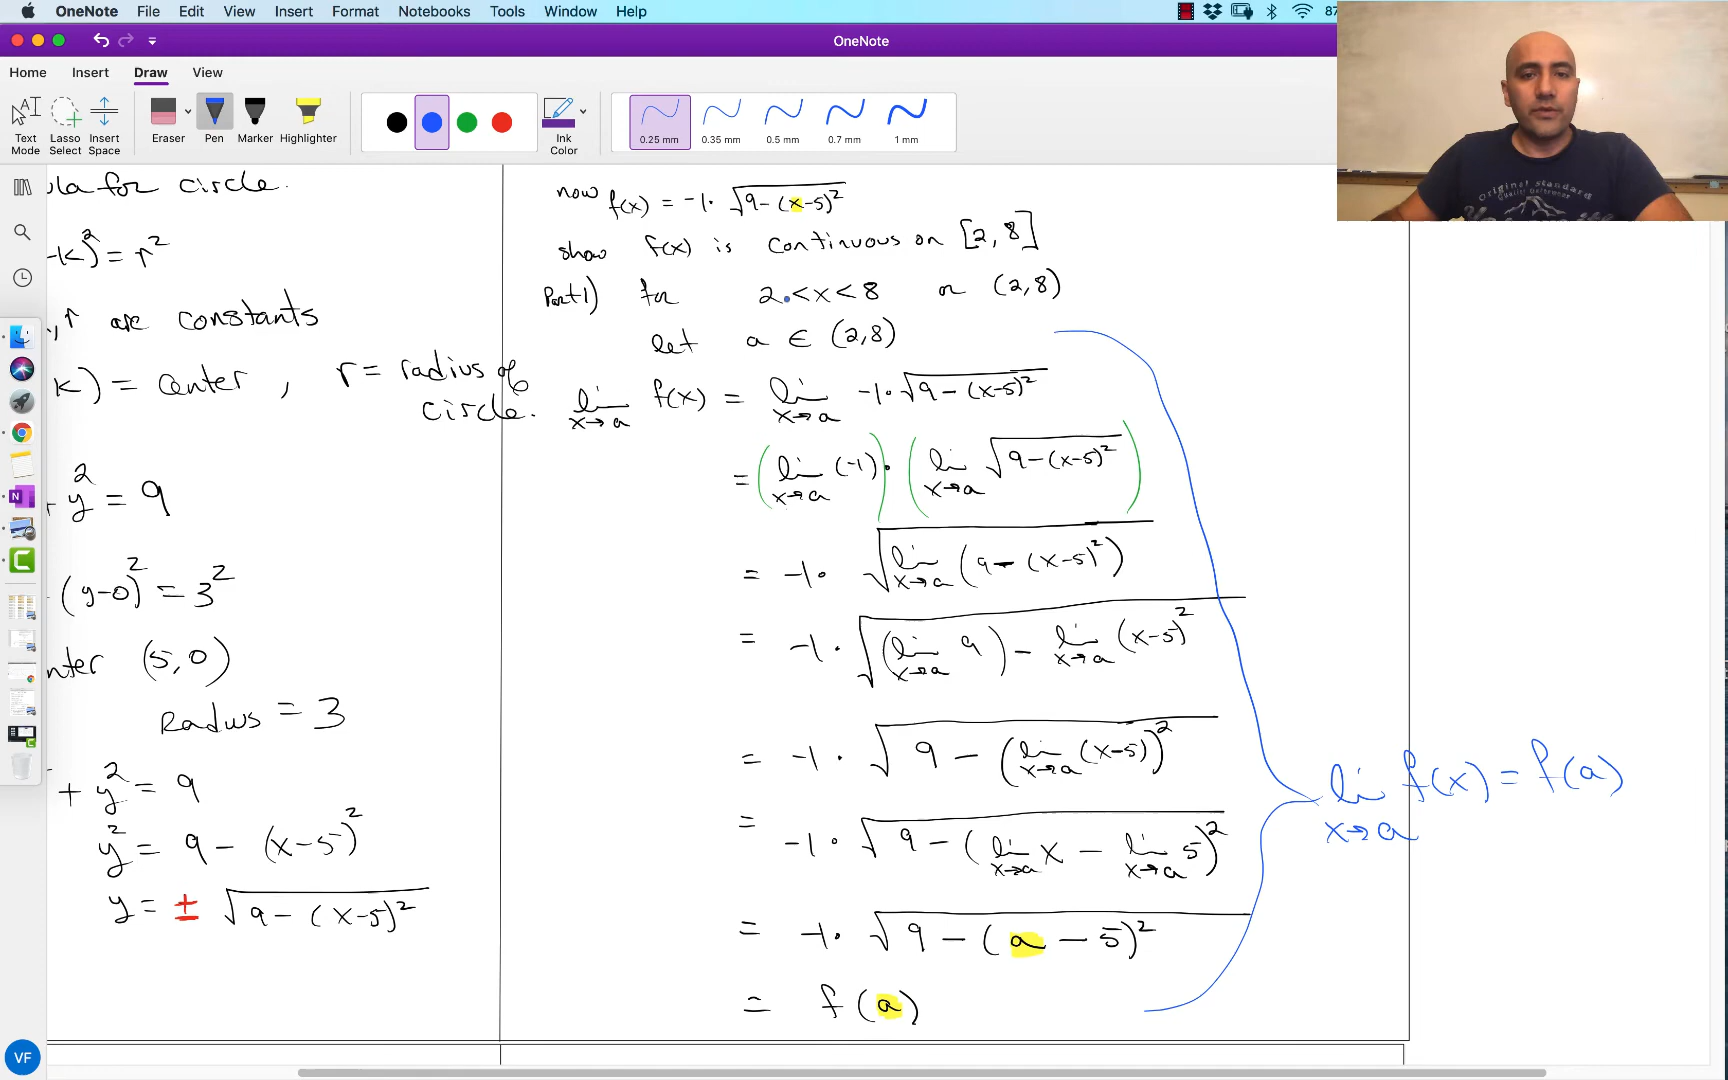 OneNote File Edit View Insert Format Notebooks Tools Window Help
87
OneNote
Home Insert Draw View
Text Mode
Lasso Select
Insert Space
Eraser
Pen
Marker
Highlighter
Ink Color
0.25 mm
0.35 mm
0.5 mm
0.7 mm
1 mm
Original Standard
ula for circle.
-k)² = r²
,r are constants
k) = center , r = radius of
circle.
+ y² = 9
(y-0)² = 3²
nter (5,0)
Radius = 3
+ y² = 9
y² = 9 - (x-5)²
y = ± √(9 - (x-5)²)
now f(x) = -1· √(9-(x-5)²)
show f(x) is continuous on [2,8]
Part 1) for 2 < x < 8 or (2,8)
let a ∈ (2,8)
lim x→a f(x) = lim x→a -1·√(9-(x-5)²)
= (lim x→a (-1)) · (lim x→a √(9-(x-5)²))
= -1· √(lim x→a (9-(x-5)²))
= -1 · √((lim x→a 9) - lim x→a (x-5)²)
= -1 · √(9 - (lim x→a (x-5))²)
= -1 · √(9 - (lim x→a x - lim x→a 5)²)
= -1· √(9 - (a - 5)²)
= f(a)
lim x→a f(x) = f(a)
VF